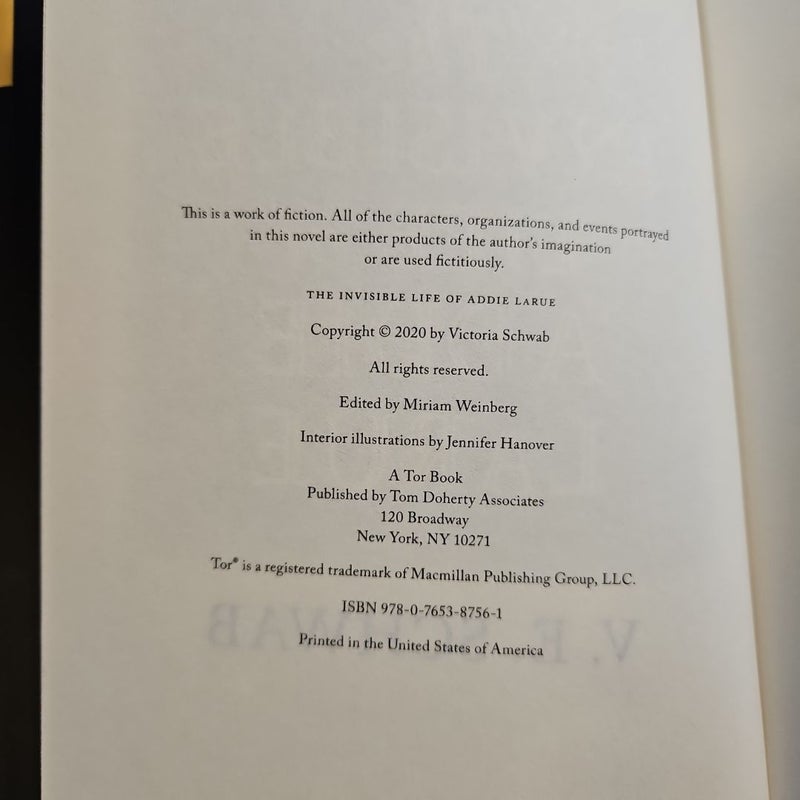 This is a work of fiction. All of the characters, organizations, and events portrayed
in this novel are either products of the author's imagination
or are used fictitiously.
THE INVISIBLE LIFE OF ADDIE LARUE
Copyright © 2020 by Victoria Schwab
All rights reserved.
Edited by Miriam Weinberg
Interior illustrations by Jennifer Hanover
A Tor Book
Published by Tom Doherty Associates
120 Broadway
New York, NY 10271
Tor® is a registered trademark of Macmillan Publishing Group, LLC.
ISBN 978-0-7653-8756-1
Printed in the United States of America